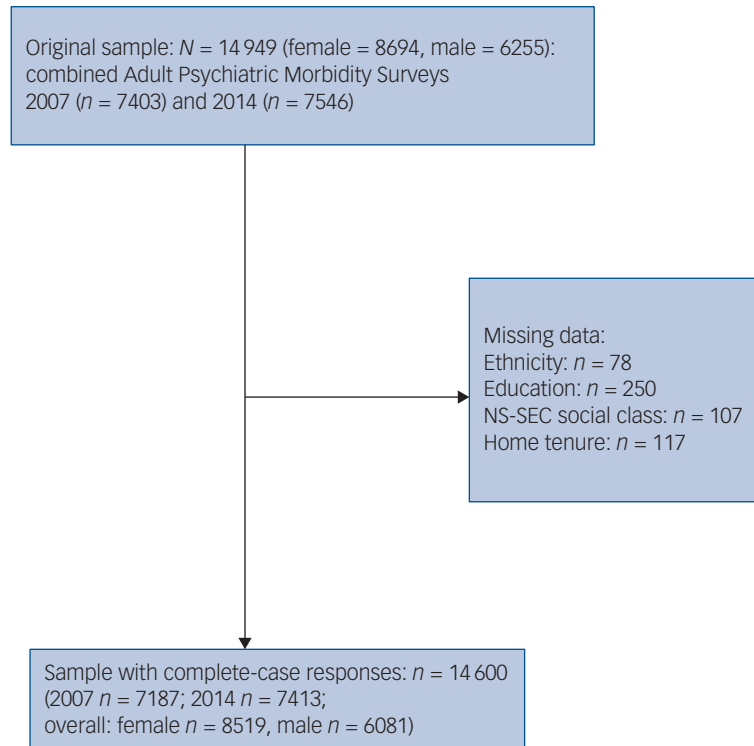 Original sample: N = 14 949 (female = 8694, male = 6255):
combined Adult Psychiatric Morbidity Surveys
2007 (n = 7403) and 2014 (n = 7546)
Missing data:
Ethnicity: n = 78
Education: n = 250
NS-SEC social class: n = 107
Home tenure: n = 117
Sample with complete-case responses: n = 14 600
(2007 n = 7187; 2014 n = 7413;
overall: female n = 8519, male n = 6081)